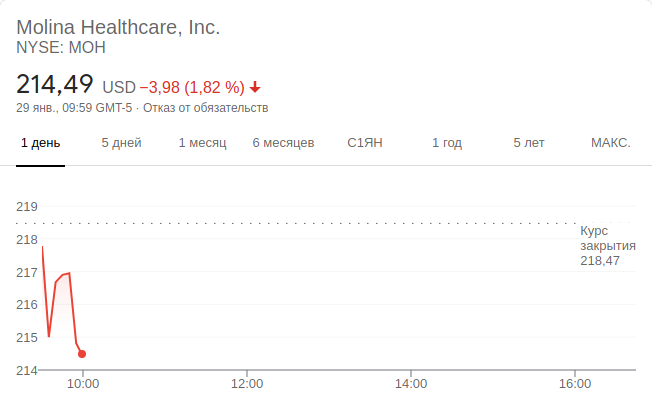 Molina Healthcare, Inc.
NYSE: MOH
214,49 USD −3,98 (1,82 %)
29 янв., 09:59 GMT-5 · Отказ от обязательств
1 день 5 дней 1 месяц 6 месяцев С1ЯН 1 год 5 лет МАКС.
219
218
217
216
215
214
Курс
закрытия
218,47
10:00 12:00 14:00 16:00